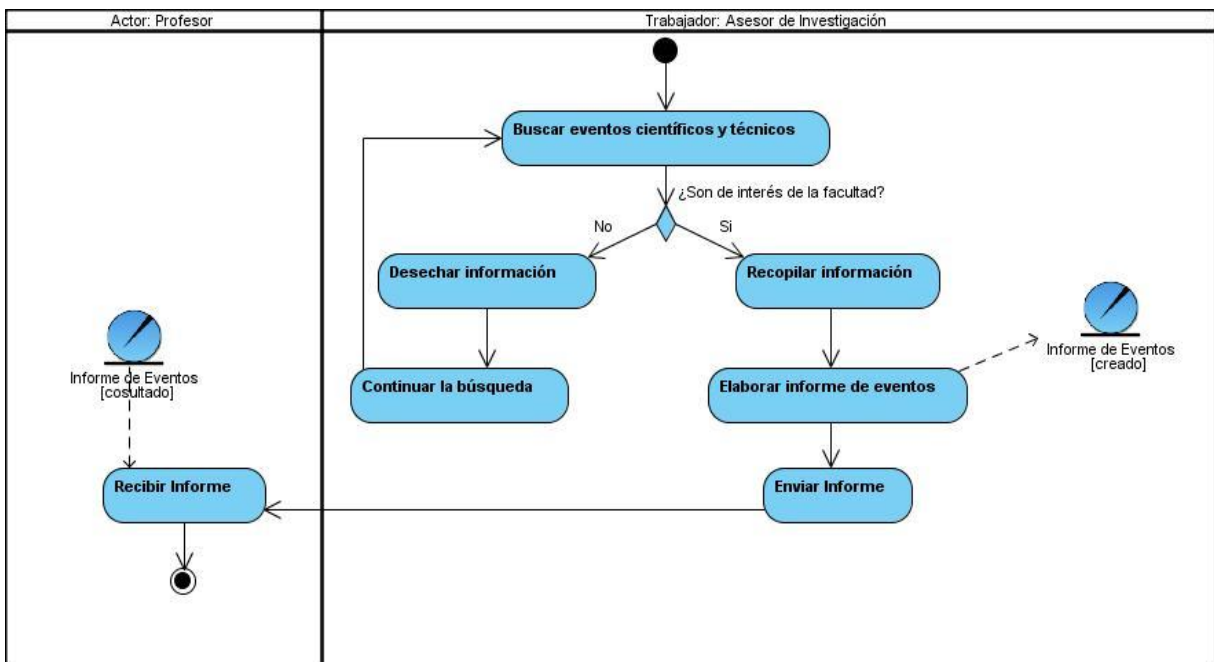 Actor: Profesor
Trabajador: Asesor de Investigación
Buscar eventos científicos y técnicos
¿Son de interés de la facultad?
No
Si
Desechar información
Recopilar información
Informe de Eventos
[creado]
Informe de Eventos
[cosultado]
Continuar la búsqueda
Elaborar informe de eventos
Recibir Informe
Enviar Informe